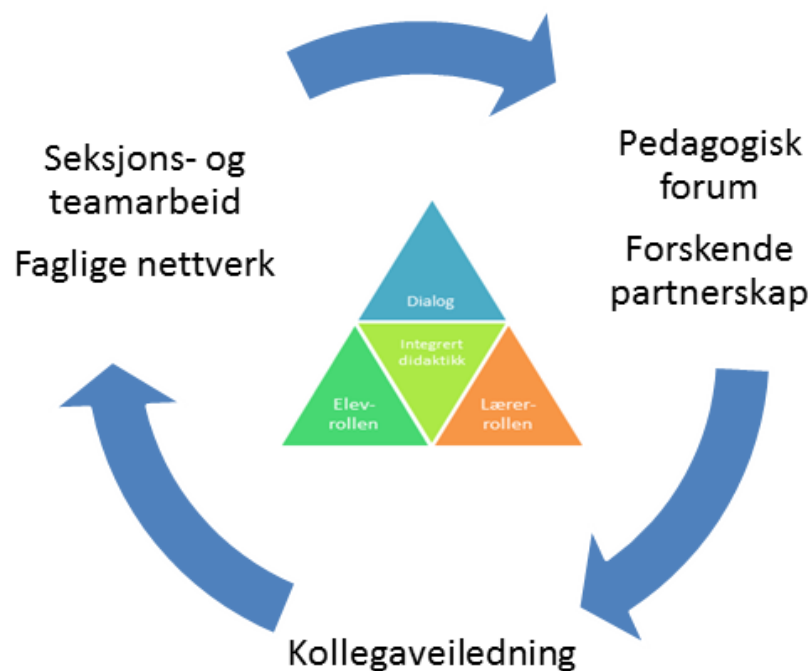 Seksjons- og
teamarbeid
Faglige nettverk
Pedagogisk
forum
Forskende
partnerskap
Dialog
Integrert
didaktikk
Elev-
rollen
Lærer-
rollen
Kollegaveiledning